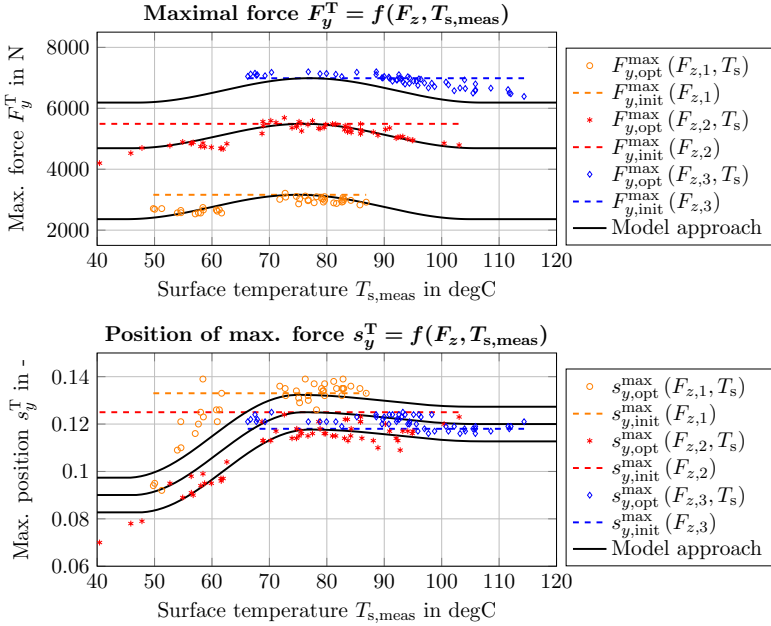 Maximal force F_y^T = f(F_z, T_s,meas)
8000
6000
4000
2000
Max. force F_y^T in N
40 50 60 70 80 90 100 110 120
Surface temperature T_s,meas in degC
F_y,opt^max (F_z,1, T_s)
F_y,init^max (F_z,1)
F_y,opt^max (F_z,2, T_s)
F_y,init^max (F_z,2)
F_y,opt^max (F_z,3, T_s)
F_y,init^max (F_z,3)
Model approach
Position of max. force s_y^T = f(F_z, T_s,meas)
0.14
0.12
0.1
0.08
0.06
Max. position s_y^T in -
40 50 60 70 80 90 100 110 120
Surface temperature T_s,meas in degC
s_y,opt^max (F_z,1, T_s)
s_y,init^max (F_z,1)
s_y,opt^max (F_z,2, T_s)
s_y,init^max (F_z,2)
s_y,opt^max (F_z,3, T_s)
s_y,init^max (F_z,3)
Model approach